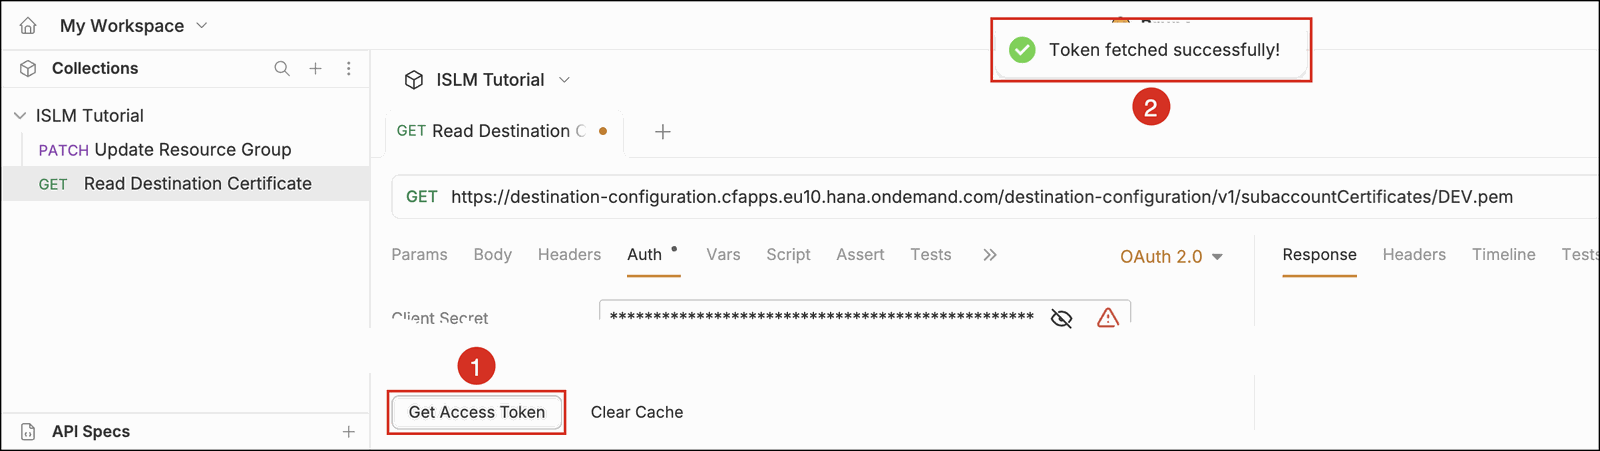 My Workspace
Token fetched successfully!
2
Collections
ISLM Tutorial
ISLM Tutorial
GET Read Destination C
PATCH Update Resource Group
GET Read Destination Certificate
GET https://destination-configuration.cfapps.eu10.hana.ondemand.com/destination-configuration/v1/subaccountCertificates/DEV.pem
Params Body Headers Auth Vars Script Assert Tests OAuth 2.0 Response Headers Timeline Tests
Client Secret *************************************************
1
Get Access Token Clear Cache
API Specs